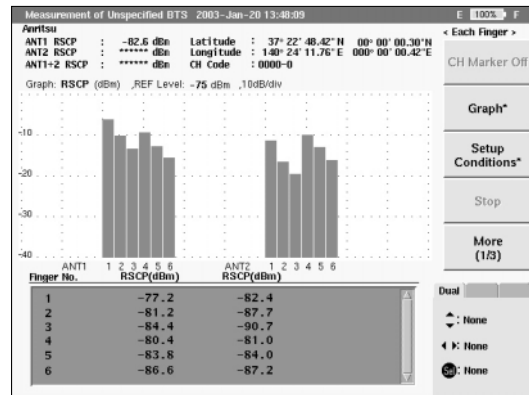 Measurement of Unspecified BTS 2003-Jan-20 13:48:09 E 100% F
Anritsu
ANT1 RSCP : -82.6 dBm Latitude : 37° 22' 48.42"N 00° 00' 00.30"N
ANT2 RSCP : ****** dBm Longitude : 140° 24' 11.76"E 000° 00' 00.42"E
ANT1+2 RSCP : ****** dBm CH Code : 0000-0
Graph: RSCP (dBm) ,REF Level: -75 dBm ,10dB/div
-10
-20
-30
-40
ANT1 1 2 3 4 5 6 ANT2 1 2 3 4 5 6
Finger No. RSCP(dBm) RSCP(dBm)
1 -77.2 -82.4
2 -81.2 -87.7
3 -84.4 -90.7
4 -80.4 -81.0
5 -83.8 -84.0
6 -86.6 -87.2
< Each Finger >
CH Marker Off
Graph*
Setup
Conditions*
Stop
More
(1/3)
Dual
: None
: None
Sel: None